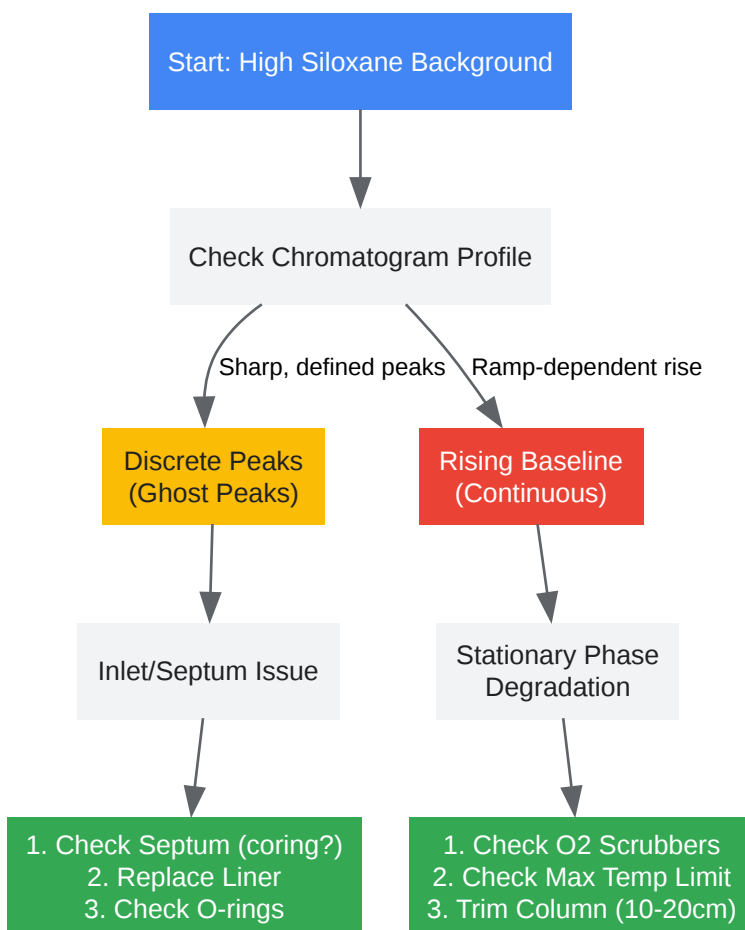 Start: High Siloxane Background
Check Chromatogram Profile
Sharp, defined peaks
Ramp-dependent rise
Discrete Peaks
(Ghost Peaks)
Rising Baseline
(Continuous)
Inlet/Septum Issue
Stationary Phase
Degradation
1. Check Septum (coring?)
2. Replace Liner
3. Check O-rings
1. Check O2 Scrubbers
2. Check Max Temp Limit
3. Trim Column (10-20cm)